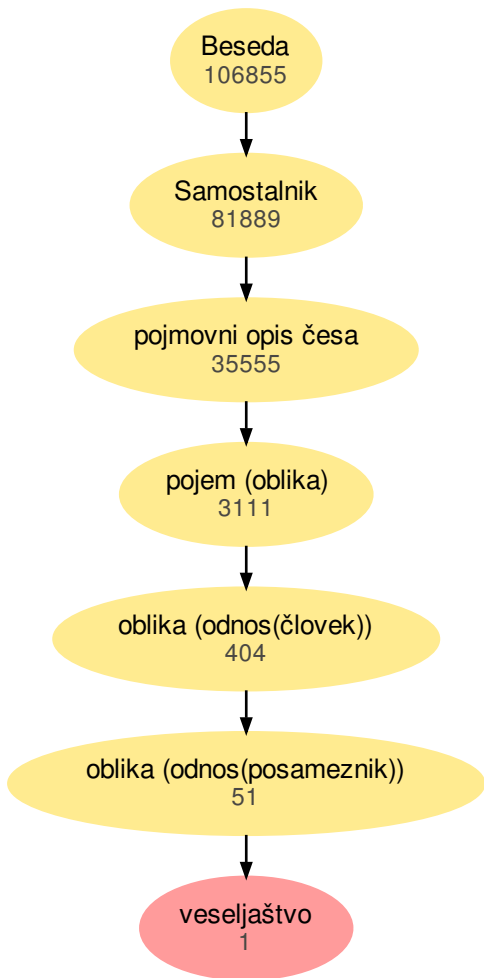 Beseda
106855
Samostalnik
81889
pojmovni opis česa
35555
pojem (oblika)
3111
oblika (odnos(človek))
404
oblika (odnos(posameznik))
51
veseljaštvo
1